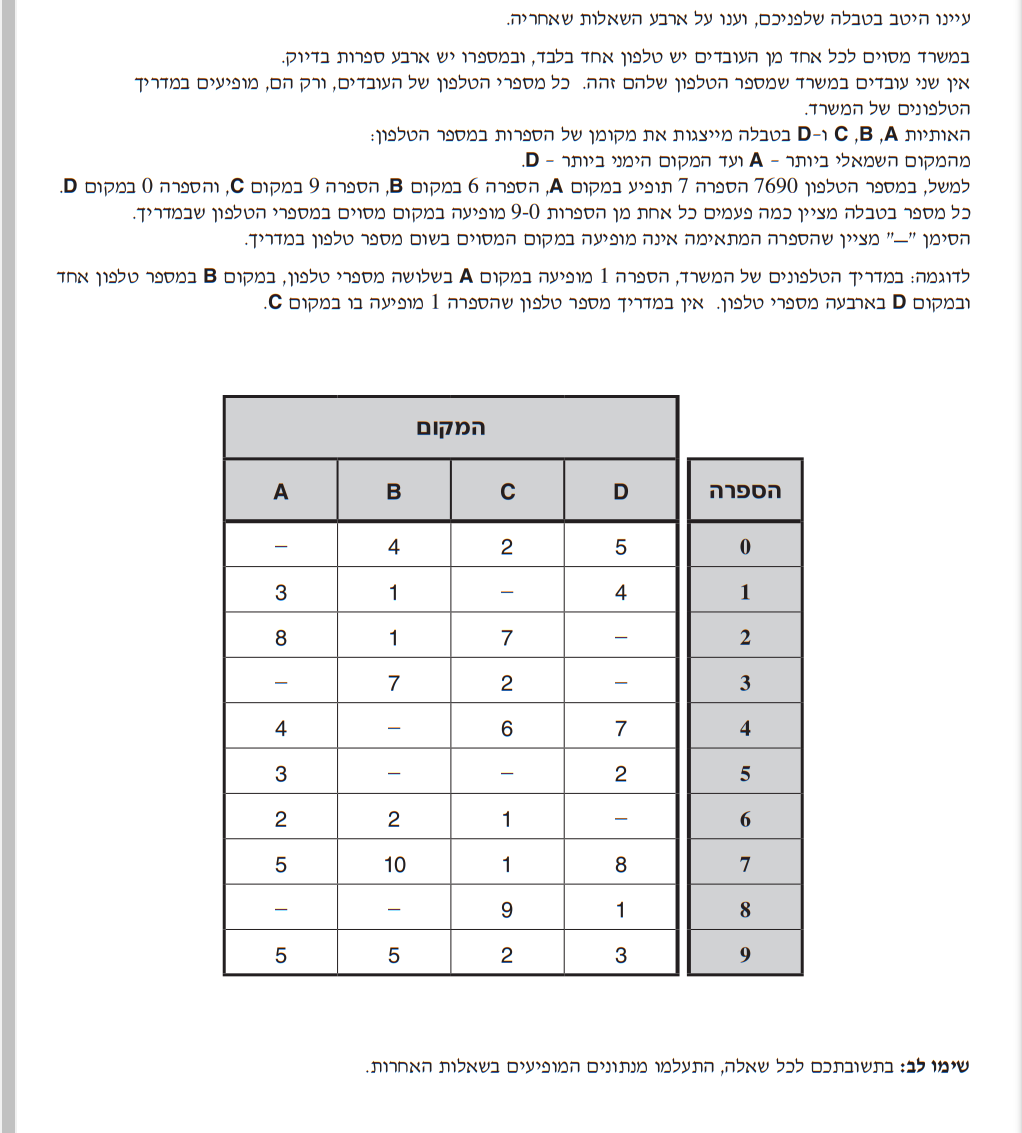 עיינו היטב בטבלה שלפניכם, וענו על ארבע השאלות שאחריה.
במשרד מסוים לכל אחד מן העובדים יש טלפון אחד בלבד, ובמספרו יש ארבע ספרות בדיוק.
אין שני עובדים במשרד שמספר הטלפון שלהם זהה. כל מספרי הטלפון של העובדים, ורק הם, מופיעים במדריך
הטלפונים של המשרד.
האותיות A, B, C ו-D בטבלה מייצגות את מקומן של הספרות במספר הטלפון:
מהמקום השמאלי ביותר - A ועד המקום הימני ביותר - D.
למשל, במספר הטלפון 7690 הספרה 7 תופיע במקום A, הספרה 6 במקום B, הספרה 9 במקום C, והספרה 0 במקום D.
כל מספר בטבלה מציין כמה פעמים כל אחת מן הספרות 9-0 מופיעה במקום מסוים במספרי הטלפון שבמדריך.
הסימן "—" מציין שהספרה המתאימה אינה מופיעה במקום המסוים בשום מספר טלפון במדריך.
לדוגמה: במדריך הטלפונים של המשרד, הספרה 1 מופיעה במקום A בשלושה מספרי טלפון, במקום B במספר טלפון אחד
ובמקום D בארבעה מספרי טלפון. אין במדריך מספר טלפון שהספרה 1 מופיעה בו במקום C.
המקום
A B C D הספרה
– 4 2 5 0
3 1 – 4 1
8 1 7 – 2
– 7 2 – 3
4 – 6 7 4
3 – – 2 5
2 2 1 – 6
5 10 1 8 7
– – 9 1 8
5 5 2 3 9
שימו לב: בתשובתכם לכל שאלה, התעלמו מנתונים המופיעים בשאלות האחרות.